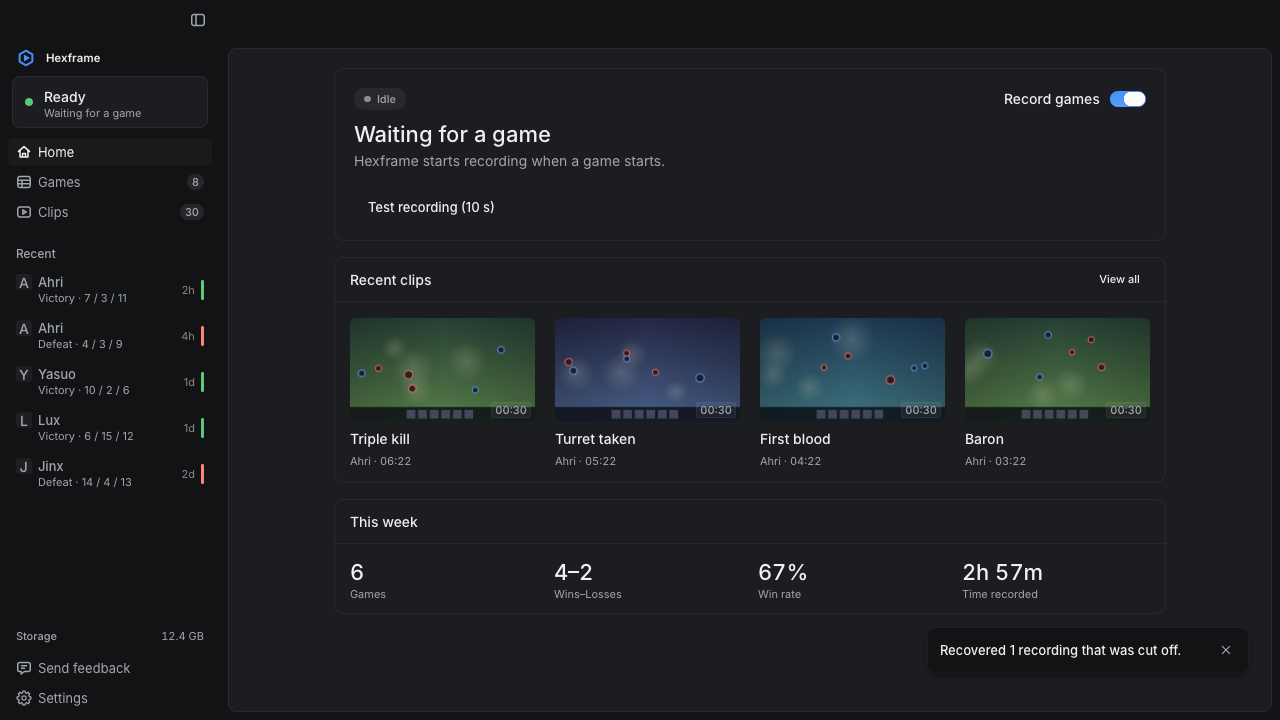 Hexframe
Ready
Waiting for a game
Home
Games 8
Clips 30
Recent
A Ahri
Victory · 7 / 3 / 11
2h
A Ahri
Defeat · 4 / 3 / 9
4h
Y Yasuo
Victory · 10 / 2 / 6
1d
L Lux
Victory · 6 / 15 / 12
1d
J Jinx
Defeat · 14 / 4 / 13
2d
Storage 12.4 GB
Send feedback
Settings
Idle
Record games
Waiting for a game
Hexframe starts recording when a game starts.
Test recording (10 s)
Recent clips
View all
00:30
Triple kill
Ahri · 06:22
00:30
Turret taken
Ahri · 05:22
00:30
First blood
Ahri · 04:22
00:30
Baron
Ahri · 03:22
This week
6
Games
4–2
Wins–Losses
67%
Win rate
2h 57m
Time recorded
Recovered 1 recording that was cut off.